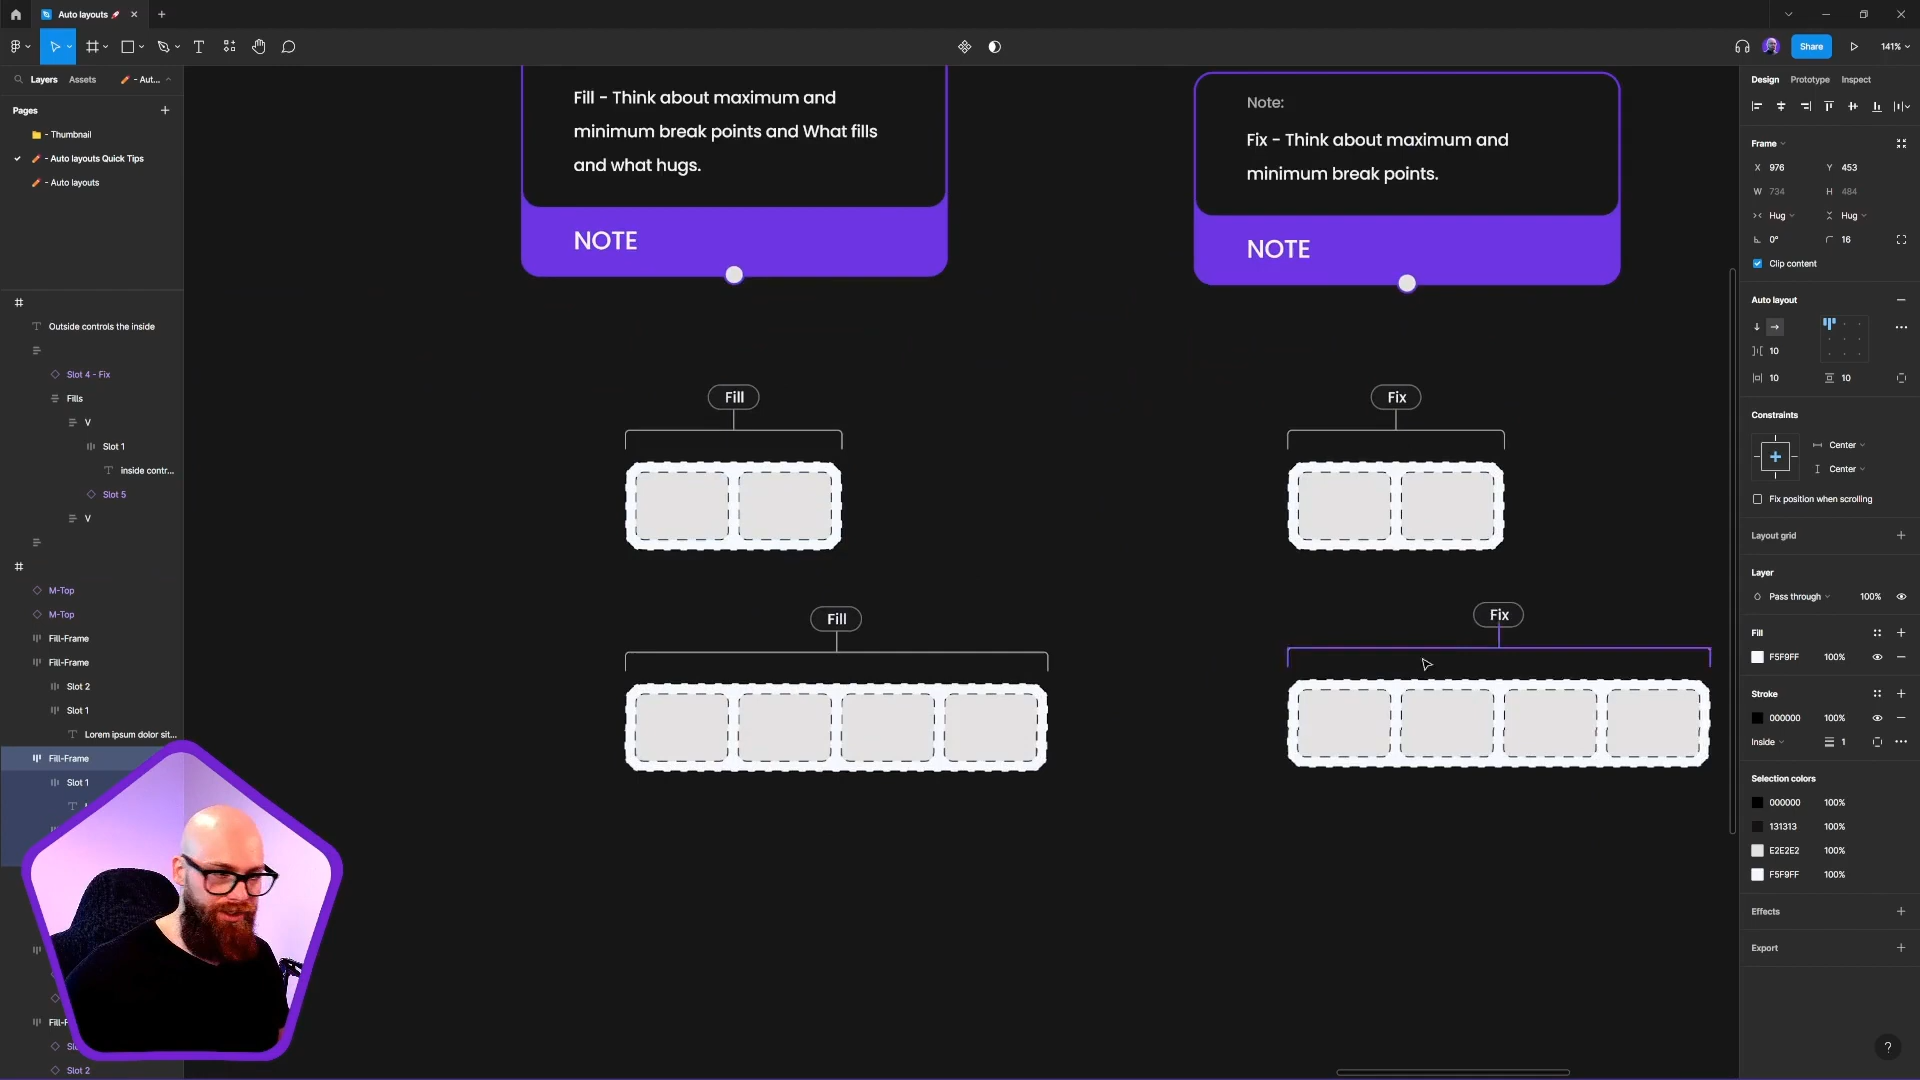 Auto layouts
Share
141%
Layers
Assets
- Aut...
Pages
- Thumbnail
- Auto layouts Quick Tips
- Auto layouts
Outside controls the inside
Slot 4 - Fix
Fills
V
Slot 1
inside contr...
Slot 5
V
M-Top
M-Top
Fill-Frame
Fill-Frame
Slot 2
Slot 1
Lorem ipsum dolor sit...
Fill-Frame
Slot 1
Slot 2
Fill - Think about maximum and
minimum break points and What fills
and what hugs.
NOTE
Note:
Fix - Think about maximum and
minimum break points.
NOTE
Fill
Fix
Fill
Fix
Design
Prototype
Inspect
Frame
X 976
Y 453
W 734
H 484
Hug
Hug
0°
16
Clip content
Auto layout
10
10
10
Constraints
Center
Center
Fix position when scrolling
Layout grid
Layer
Pass through
100%
Fill
F5F9FF
100%
Stroke
000000
100%
Inside
1
Selection colors
000000
100%
131313
100%
E2E2E2
100%
F5F9FF
100%
Effects
Export
?